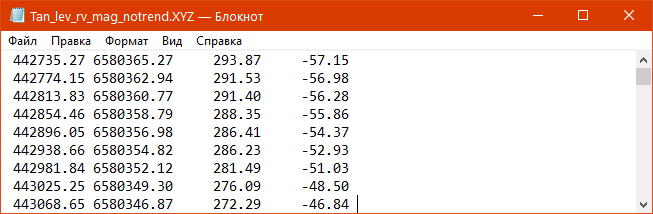 Tan_lev_rv_mag_notrend.XYZ — Блокнот
Файл Правка Формат Вид Справка
442735.27 6580365.27 293.87 -57.15
442774.15 6580362.94 291.53 -56.98
442813.83 6580360.77 291.40 -56.28
442854.46 6580358.79 288.35 -55.86
442896.05 6580356.98 286.41 -54.37
442938.66 6580354.82 286.23 -52.93
442981.84 6580352.12 281.49 -51.03
443025.25 6580349.30 276.09 -48.50
443068.65 6580346.87 272.29 -46.84